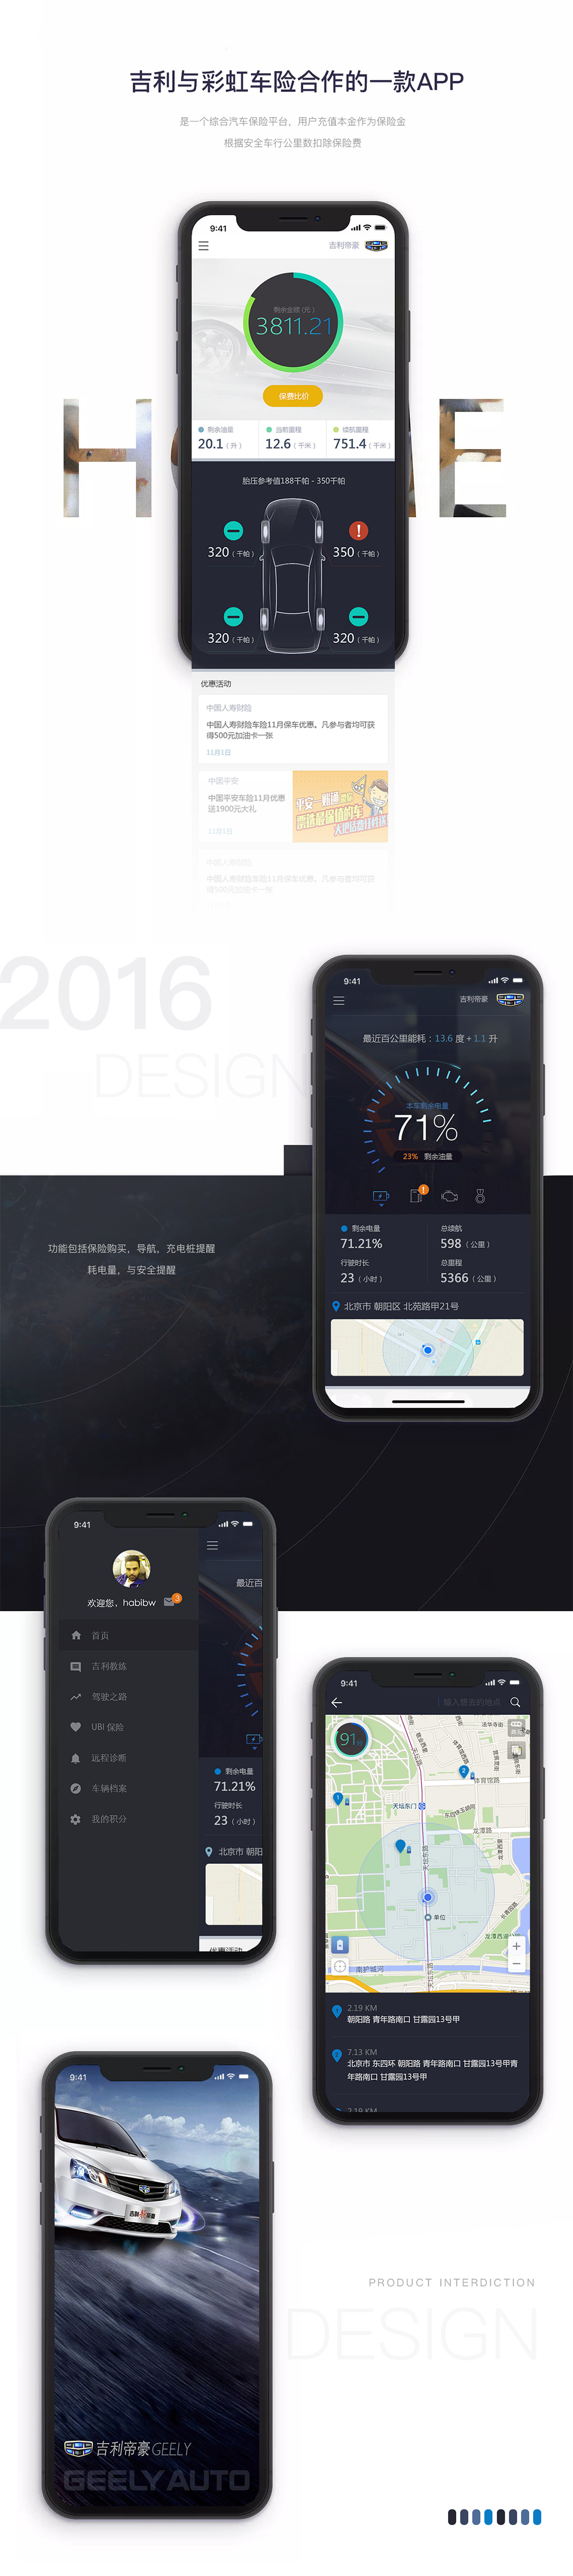 吉利与彩虹车险合作的一款APP
是一个综合汽车保险平台，用户充值本金作为保险金
根据安全车行公里数扣除保险费
9:41
吉利帝豪
剩余金额 (元)
3811.21
保费比价
剩余油量
当前里程
续航里程
20.1（升）
12.6（千米）
751.4（千米）
H
E
胎压参考值188千帕 - 350千帕
320（千帕）
350（千帕）
320（千帕）
320（千帕）
优惠活动
中国人寿财险
中国人寿财险车险11月保车优惠。凡参与者均可获
得500元加油卡一张
11月1日
中国平安
中国平安车险11月优惠
送1900元大礼
11月1日
中国人寿财险
中国人寿财险车险11月保车优惠。凡参与者均可获
得500元加油卡一张
2016
DESIGN
9:41
吉利帝豪
最近百公里能耗：13.6 度 + 1.1 升
本车剩余电量
71%
23% 剩余油量
剩余电量
总续航
71.21%
598（公里）
行驶时长
总里程
23（小时）
5366（公里）
北京市 朝阳区 北苑路甲21号
功能包括保险购买，导航，充电桩提醒
耗电量，与安全提醒
9:41
欢迎您，habibw
3
首页
吉利教练
驾驶之路
UBI 保险
远程诊断
车辆档案
我的积分
最近百
剩余电量
71.21%
行驶时长
23（小时）
北京市 朝阳
优惠活动
9:41
输入想去的地点
91
法华寺街
体育馆西路
体育馆路
天坛东门
天坛东路
龙潭路
单位
南护城河
2.19 KM
朝阳路 青年路南口 甘露园13号甲
7.13 KM
北京市 东四环 朝阳路 青年路南口 甘露园13号甲青
年路南口 甘露园13号甲
2.19 KM
9:41
吉利帝豪GEELY
GEELY AUTO
PRODUCT INTERDICTION
DESIGN